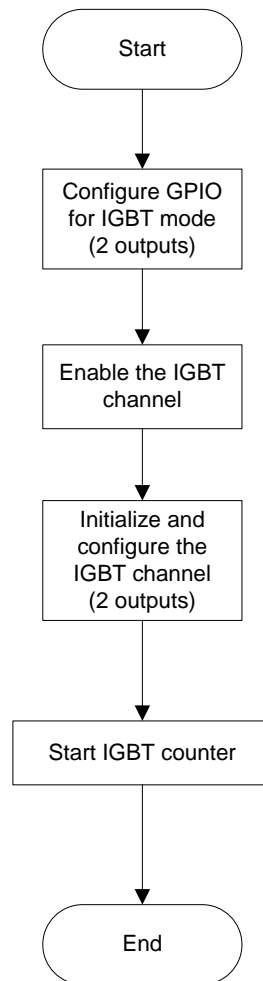 Start
Configure GPIO
for IGBT mode
(2 outputs)
Enable the IGBT
channel
Initialize and
configure the
IGBT channel
(2 outputs)
Start IGBT counter
End